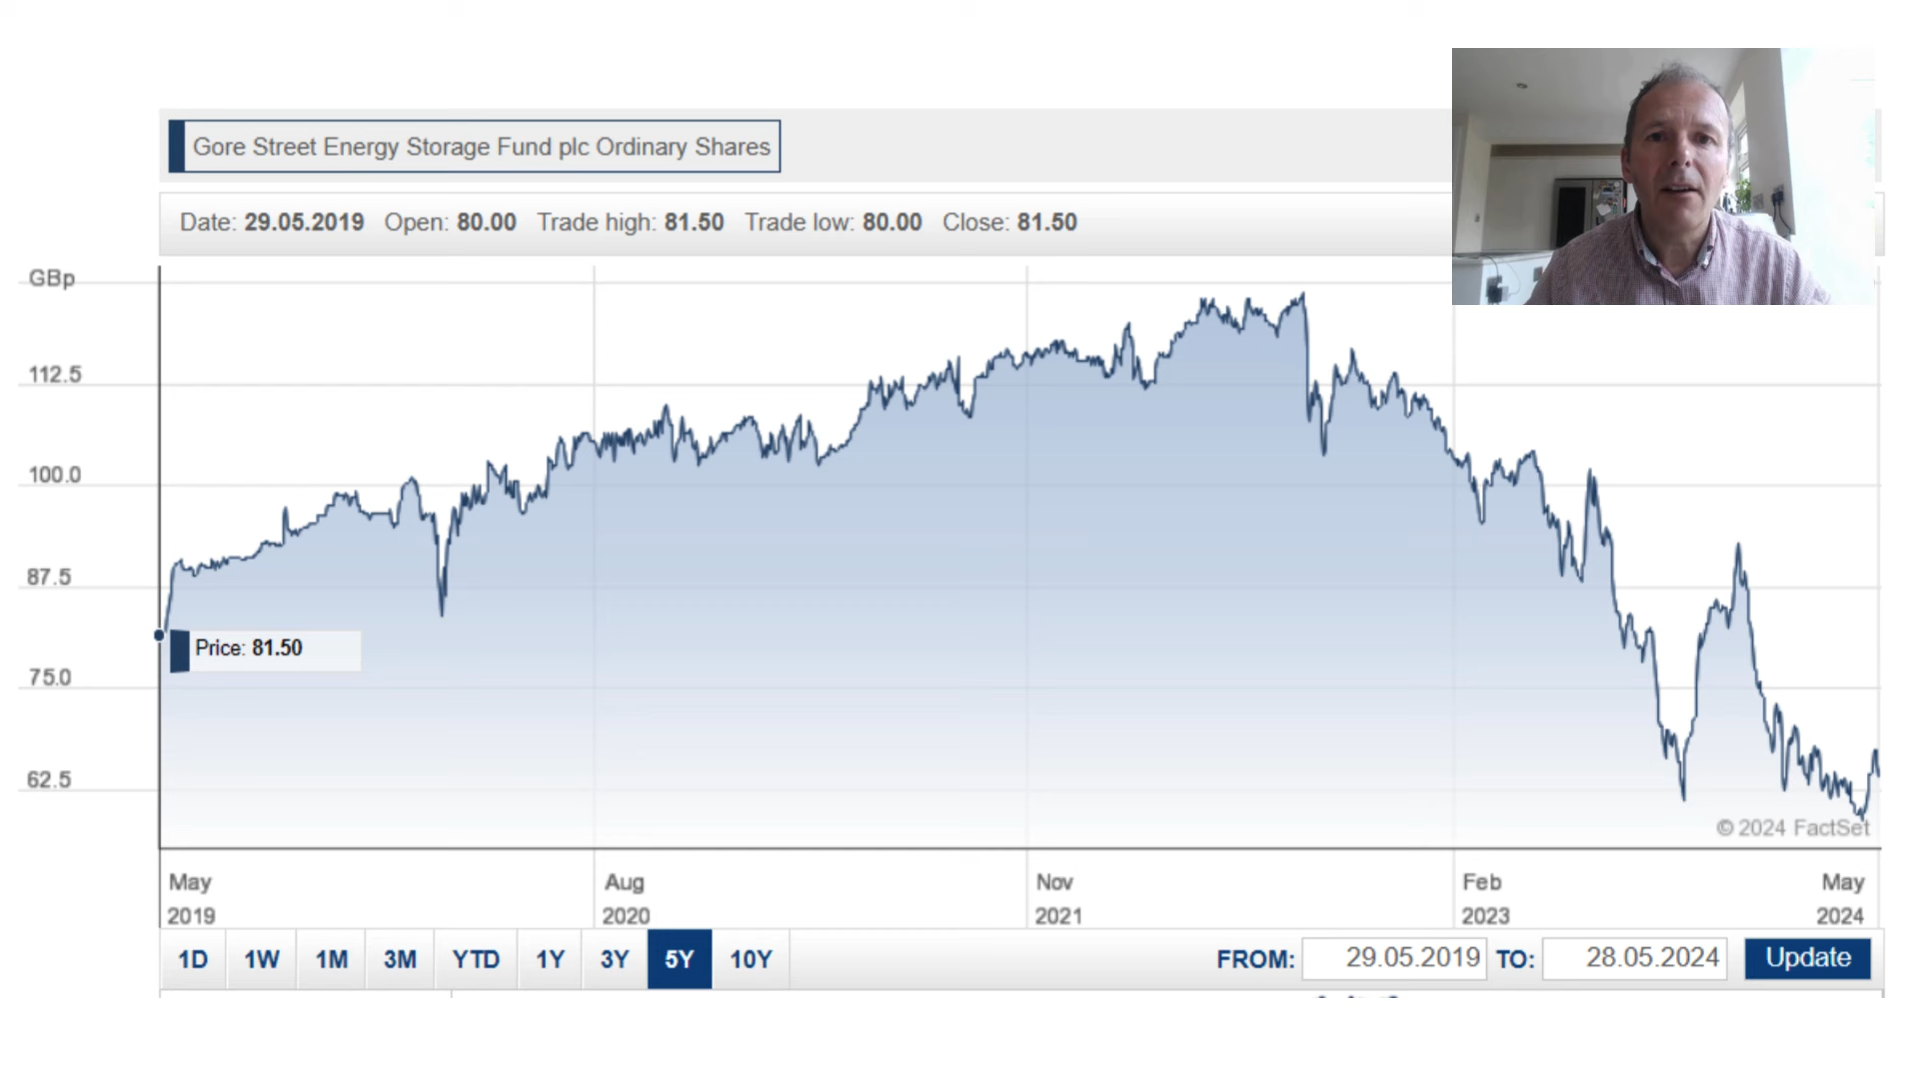 Gore Street Energy Storage Fund plc Ordinary Shares
Date: 29.05.2019 Open: 80.00 Trade high: 81.50 Trade low: 80.00 Close: 81.50
GBp
112.5
100.0
87.5
Price: 81.50
75.0
62.5
© 2024 FactSet
May 2019
Aug 2020
Nov 2021
Feb 2023
May 2024
1D 1W 1M 3M YTD 1Y 3Y 5Y 10Y FROM: 29.05.2019 TO: 28.05.2024 Update